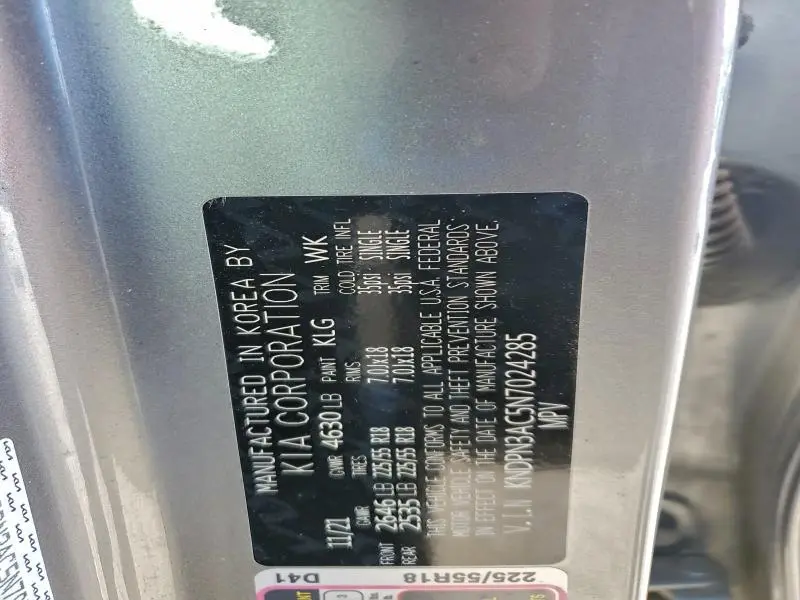 MANUFACTURED IN KOREA BY
KIA CORPORATION
11/21 GVWR 4630 LB PAINT KLG TRIM WK
GAWR TIRES RIMS COLD TIRE INFL
FRONT 2646 LB 225/55 R18 7.0Jx18 35psi SINGLE
REAR 2535 LB 225/55 R18 7.0Jx18 35psi SINGLE
THIS VEHICLE CONFORMS TO ALL APPLICABLE U.S.A. FEDERAL
MOTOR VEHICLE SAFETY AND THEFT PREVENTION STANDARDS
IN EFFECT ON THE DATE OF MANUFACTURE SHOWN ABOVE.
V.I.N KNDPN3AC5N7024285
MPV
D41
225/55R18